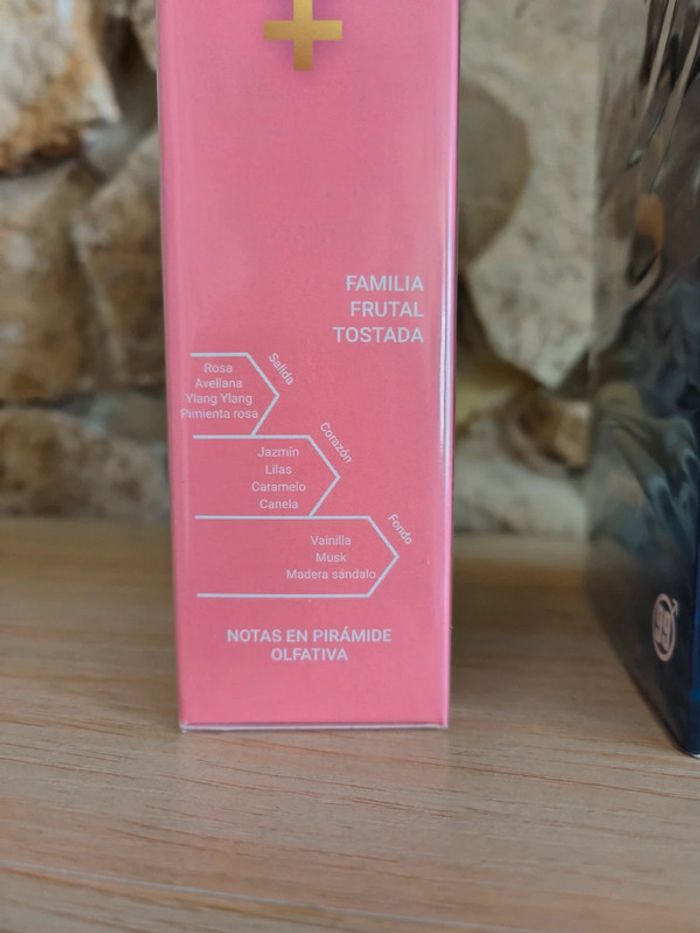 FAMILIA
FRUTAL
TOSTADA
Salida
Rosa
Avellana
Ylang Ylang
Pimienta rosa
Corazón
Jazmín
Lilas
Caramelo
Canela
Fondo
Vainilla
Musk
Madera sándalo
NOTAS EN PIRÁMIDE
OLFATIVA
99